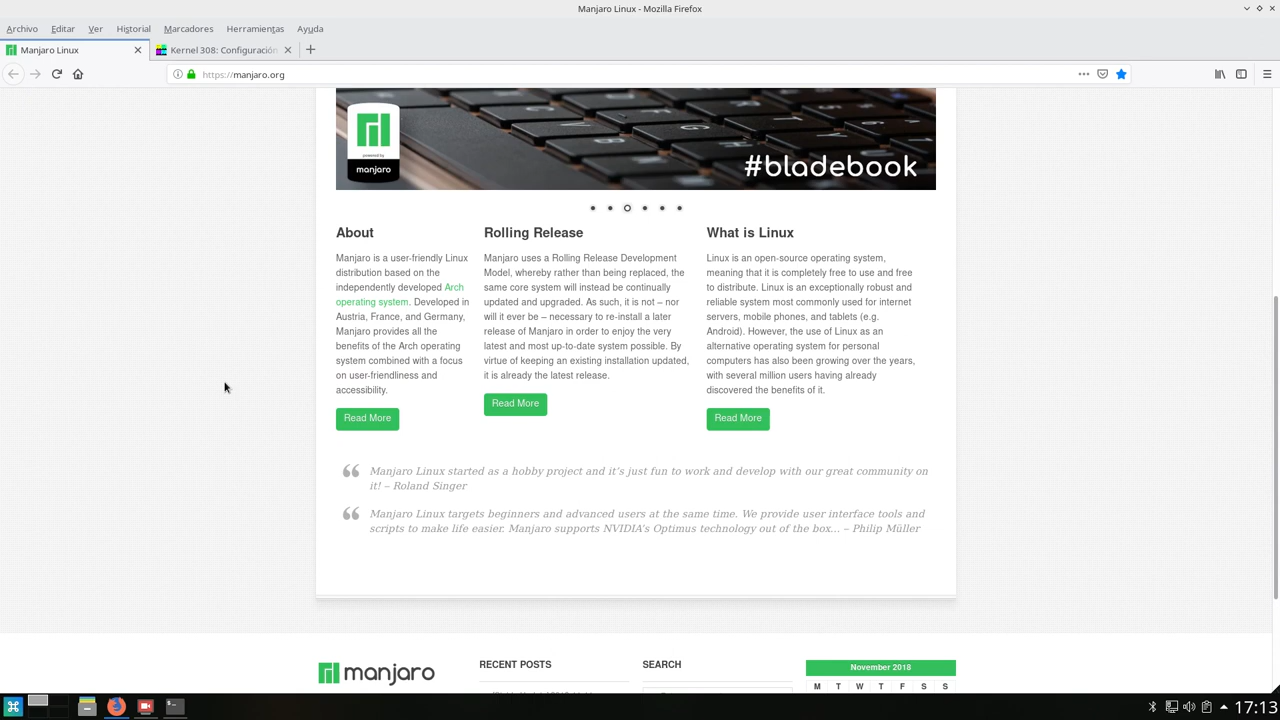 Manjaro Linux - Mozilla Firefox
Archivo Editar Ver Historial Marcadores Herramientas Ayuda
Manjaro Linux
Kernel 308: Configuración
https://manjaro.org
powered by
manjaro
#bladebook
About
Manjaro is a user-friendly Linux
distribution based on the
independently developed Arch
operating system. Developed in
Austria, France, and Germany,
Manjaro provides all the
benefits of the Arch operating
system combined with a focus
on user-friendliness and
accessibility.
Read More
Rolling Release
Manjaro uses a Rolling Release Development
Model, whereby rather than being replaced, the
same core system will instead be continually
updated and upgraded. As such, it is not – nor
will it ever be – necessary to re-install a later
release of Manjaro in order to enjoy the very
latest and most up-to-date system possible. By
virtue of keeping an existing installation updated,
it is already the latest release.
Read More
What is Linux
Linux is an open-source operating system,
meaning that it is completely free to use and free
to distribute. Linux is an exceptionally robust and
reliable system most commonly used for internet
servers, mobile phones, and tablets (e.g.
Android). However, the use of Linux as an
alternative operating system for personal
computers has also been growing over the years,
with several million users having already
discovered the benefits of it.
Read More
Manjaro Linux started as a hobby project and it's just fun to work and develop with our great community on
it! – Roland Singer
Manjaro Linux targets beginners and advanced users at the same time. We provide user interface tools and
scripts to make life easier. Manjaro supports NVIDIA's Optimus technology out of the box... – Philip Müller
manjaro
RECENT POSTS
SEARCH
November 2018
M T W T F S S
17:13